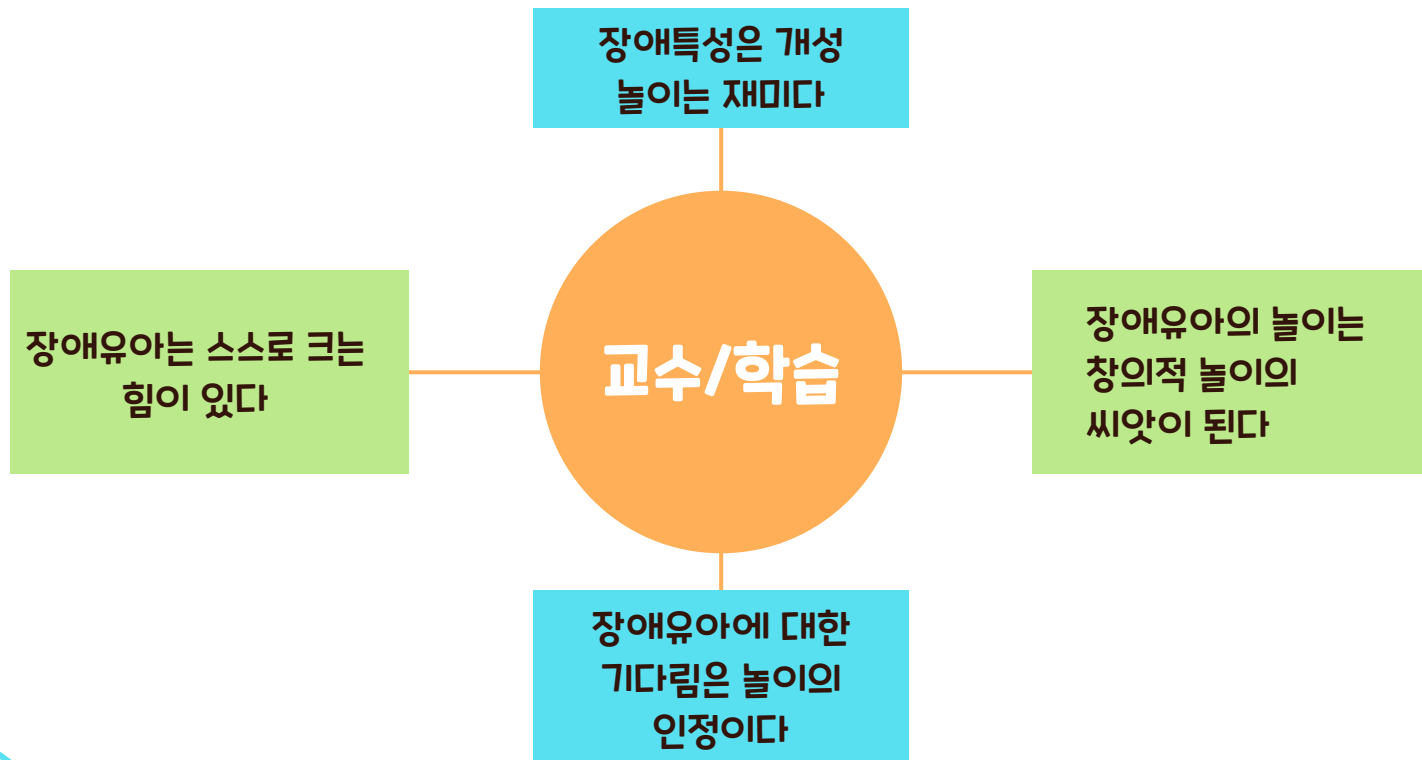 장애특성은 개성
놀이는 재미다
장애유아는 스스로 크는
힘이 있다
교수/학습
장애유아의 놀이는
창의적 놀이의
씨앗이 된다
장애유아에 대한
기다림은 놀이의
인정이다